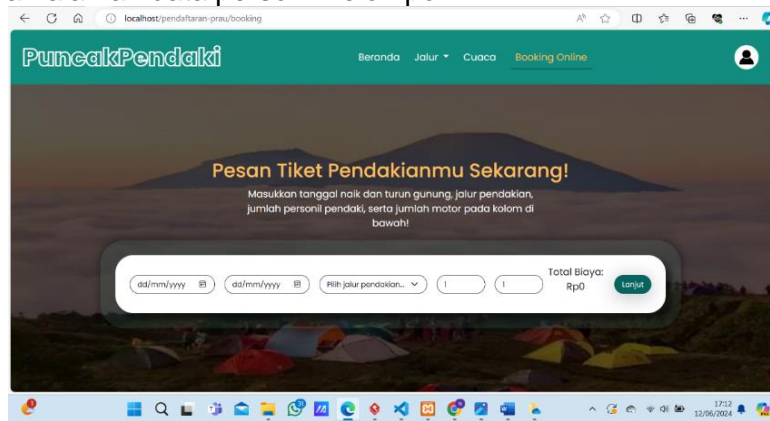 localhost/pendaftaran-prau/booking
PuncakPendaki
Beranda Jalur Cuaca Booking Online
Pesan Tiket Pendakianmu Sekarang!
Masukkan tanggal naik dan turun gunung, jalur pendakian,
jumlah personil pendaki, serta jumlah motor pada kolom di
bawah!
dd/mm/yyyy dd/mm/yyyy Pilih jalur pendakian... 1 1 Total Biaya: Lanjut
Rp0
17:12
12/06/2024